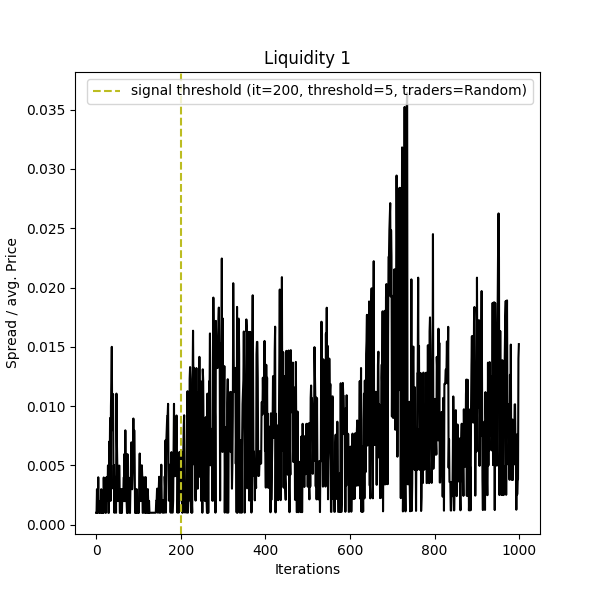 Liquidity 1
signal threshold (it=200, threshold=5, traders=Random)
Spread / avg. Price
0.035
0.030
0.025
0.020
0.015
0.010
0.005
0.000
0 200 400 600 800 1000
Iterations